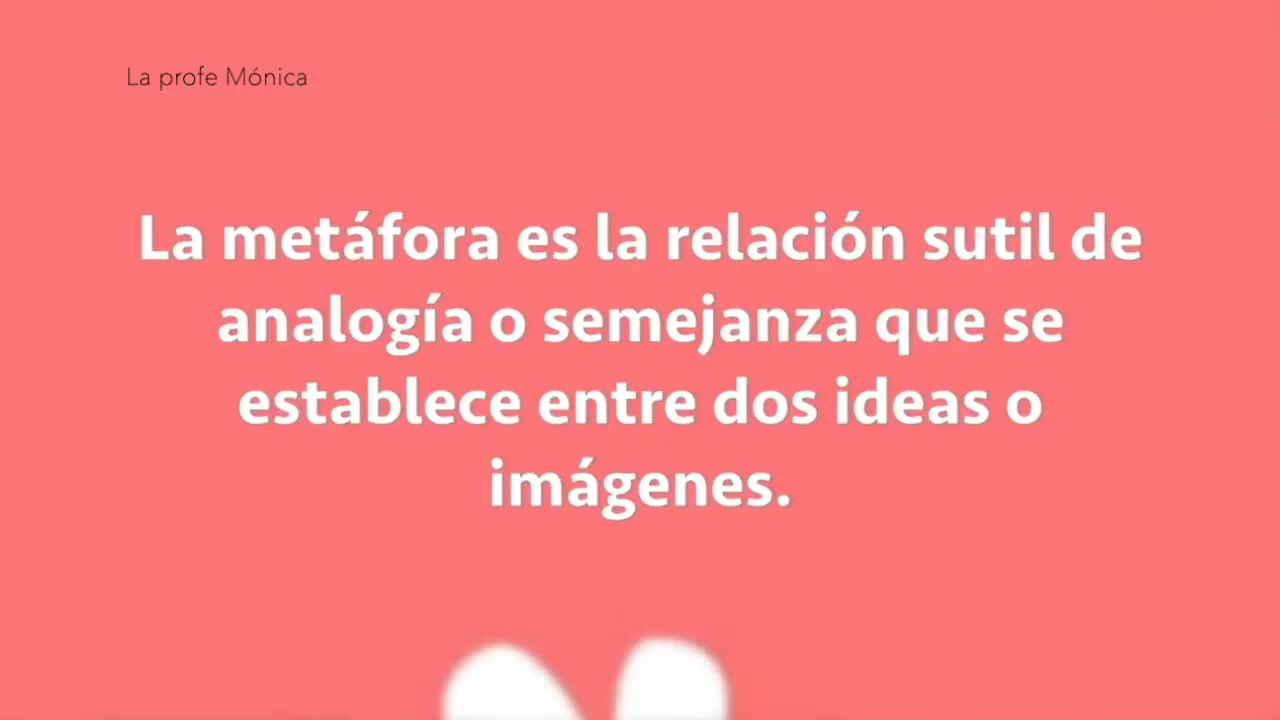 La profe Mónica
La metáfora es la relación sutil de
analogía o semejanza que se
establece entre dos ideas o
imágenes.